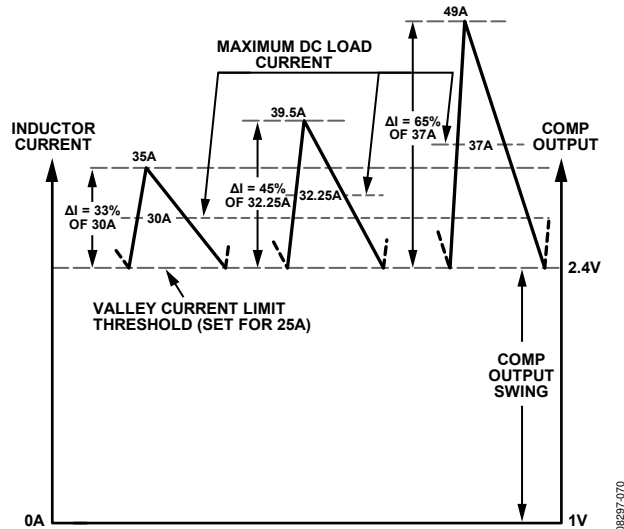 49A
MAXIMUM DC LOAD
CURRENT
39.5A
ΔI = 65%
OF 37A
INDUCTOR
CURRENT
COMP
OUTPUT
35A
37A
ΔI = 45%
OF 32.25A
32.25A
ΔI = 33%
OF 30A
30A
2.4V
VALLEY CURRENT LIMIT
THRESHOLD (SET FOR 25A)
COMP
OUTPUT
SWING
0A
1V
08297-070